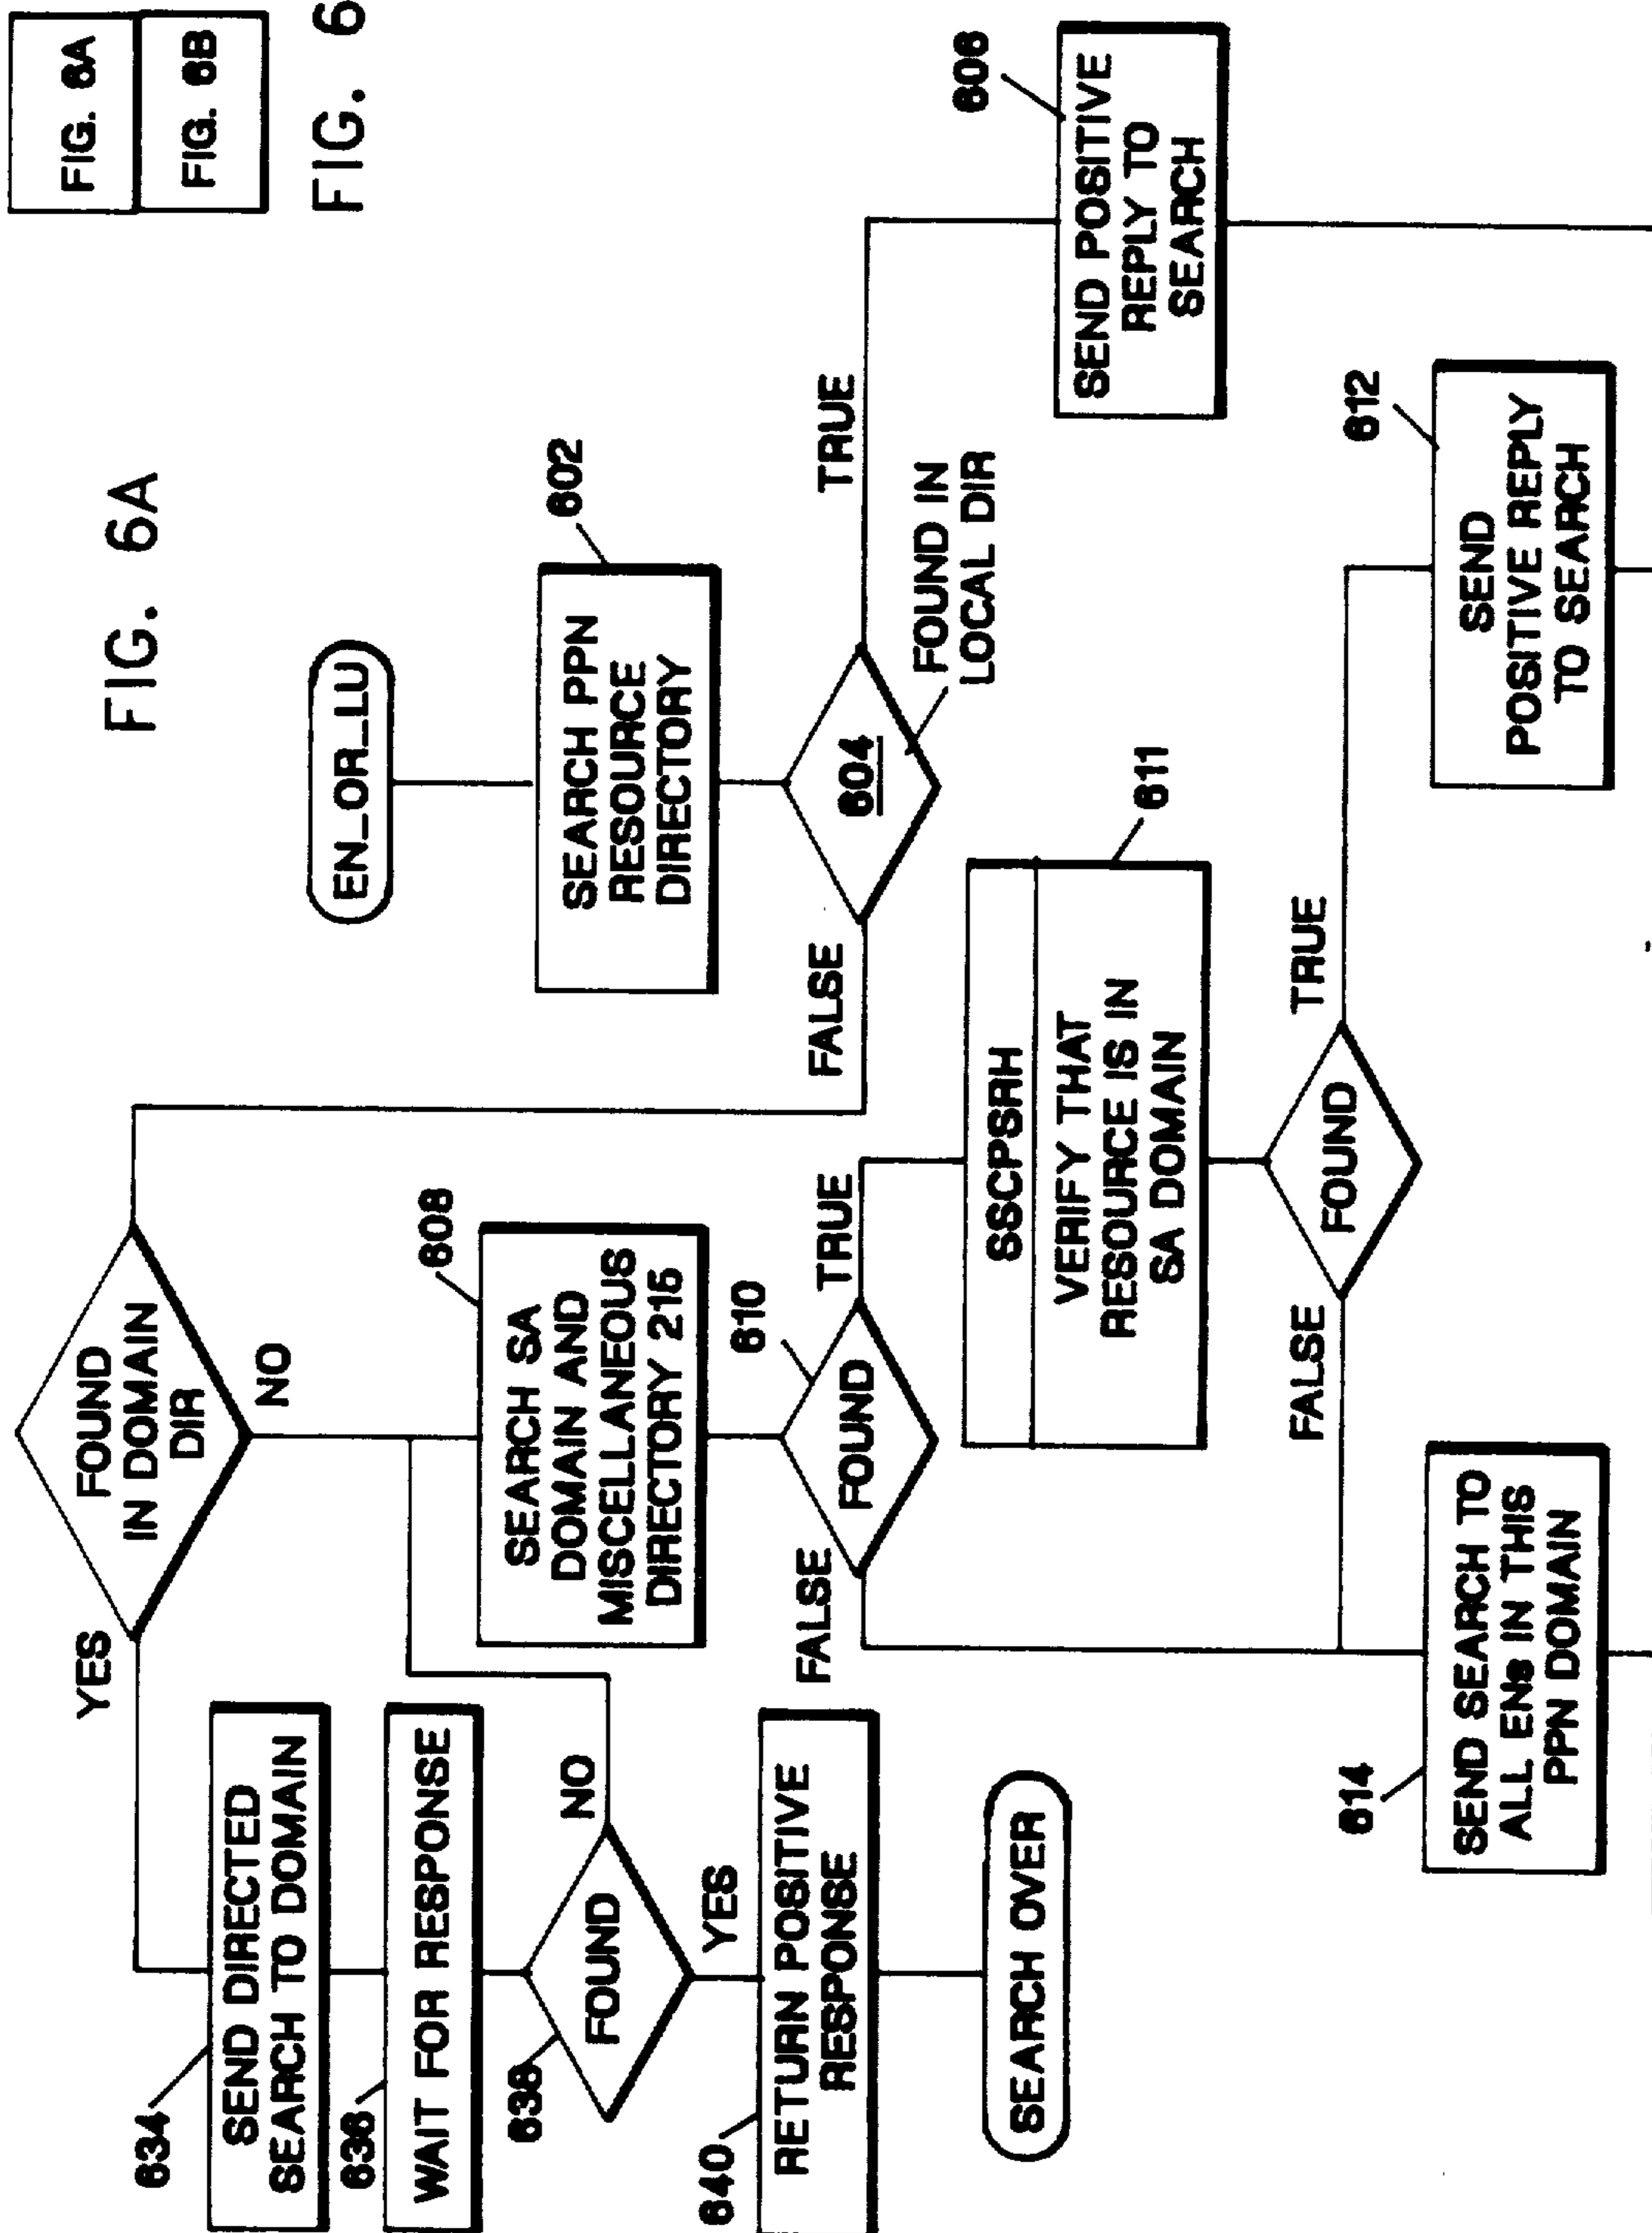 FIG. 6A
FIG. 6A
FIG. 6B
FIG. 6
EN_OR_LU
602
SEARCH PPN
RESOURCE
DIRECTORY
604
FOUND IN
LOCAL DIR
TRUE
FALSE
606
SEND POSITIVE
REPLY TO
SEARCH
FOUND
IN DOMAIN
DIR
YES
NO
634
SEND DIRECTED
SEARCH TO DOMAIN
636
WAIT FOR RESPONSE
638
FOUND
NO
YES
640
RETURN POSITIVE
RESPONSE
SEARCH OVER
608
SEARCH SA
DOMAIN AND
MISCELLANEOUS
DIRECTORY 215
610
FOUND
FALSE
TRUE
611
SSCPSRH
VERIFY THAT
RESOURCE IS IN
SA DOMAIN
FOUND
FALSE
TRUE
612
SEND
POSITIVE REPLY
TO SEARCH
614
SEND SEARCH TO
ALL ENs IN THIS
PPN DOMAIN